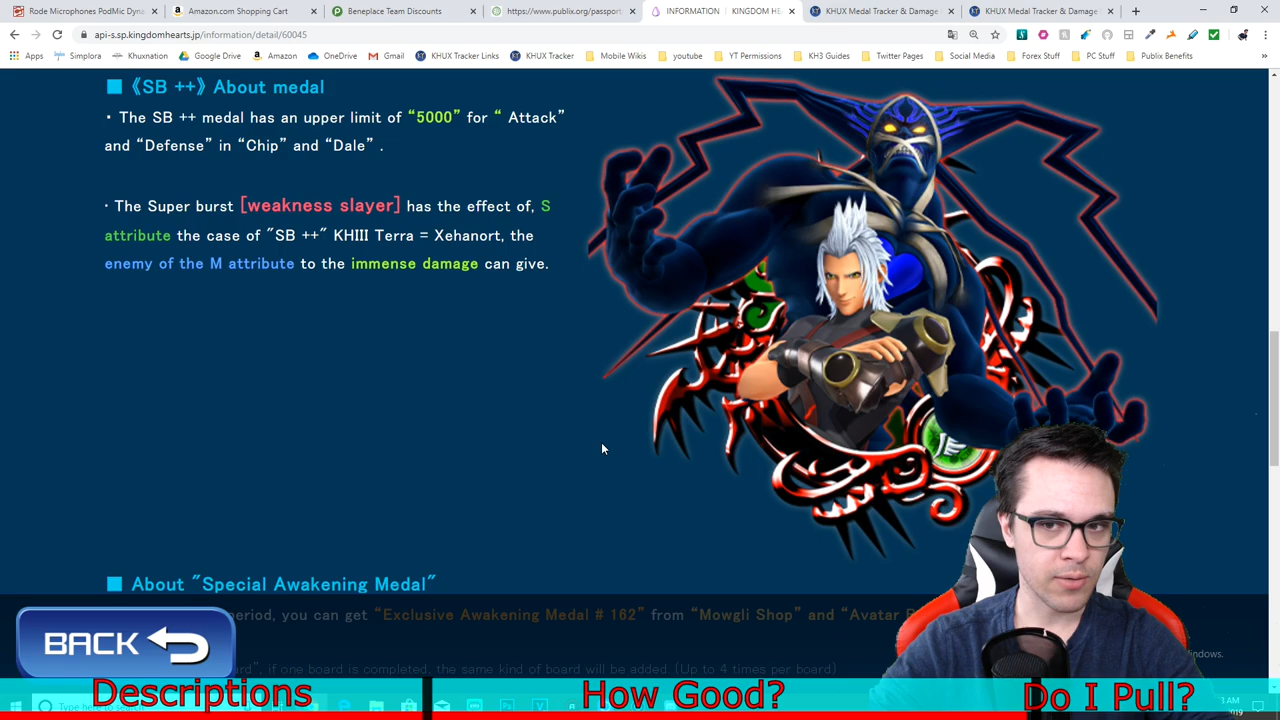 Rode Microphones PodMic Dyna
Amazon.com Shopping Cart
Beneplace Team Discounts
https://www.publix.org/passport
INFORMATION | KINGDOM HE
KHUX Medal Tracker & Damage
KHUX Medal Tracker & Damage
api-s.sp.kingdomhearts.jp/information/detail/60045
Apps Simplora Khuxnation Google Drive Amazon OneDrive Gmail KHUX Tracker Links KHUX Tracker Mobile Wikis youtube YT Permissions KH3 Guides Twitter Pages Social Media Forex Stuff PC Stuff Publix Benefits
■ 《SB ++》 About medal
・ The SB ++ medal has an upper limit of “5000” for “ Attack”
and “Defense” in “Chip” and “Dale” .
· The Super burst [weakness slayer] has the effect of, S
attribute the case of "SB ++" KHIII Terra = Xehanort, the
enemy of the M attribute to the immense damage can give.
■ About "Special Awakening Medal"
period, you can get “Exclusive Awakening Medal # 162” from “Mowgli Shop” and “Avatar
if one board is completed, the same kind of board will be added. (Up to 4 times per board)
BACK
Descriptions
How Good?
Do I Pull?
Type here to search